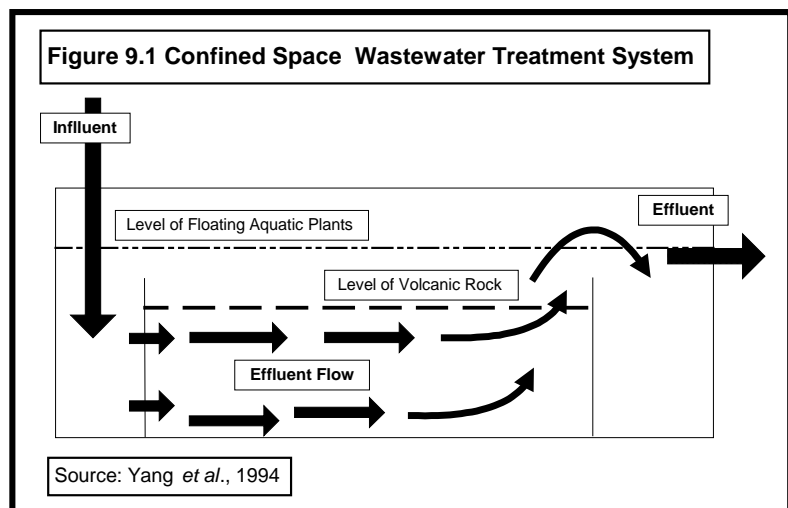 Figure 9.1 Confined Space Wastewater Treatment System
Inflluent
Effluent
Level of Floating Aquatic Plants
Level of Volcanic Rock
Effluent Flow
Source: Yang et al., 1994